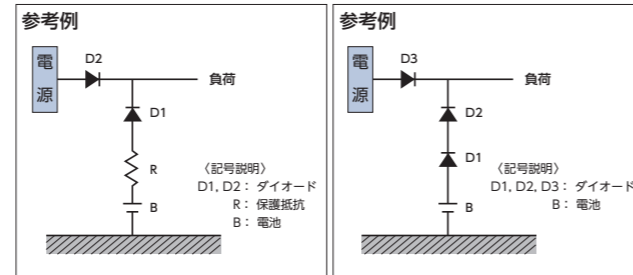 参考例
電
源
D2
負荷
D1
R
B
〈記号説明〉
D1, D2： ダイオード
R： 保護抵抗
B： 電池
参考例
電
源
D3
負荷
D2
D1
B
〈記号説明〉
D1, D2, D3： ダイオード
B： 電池